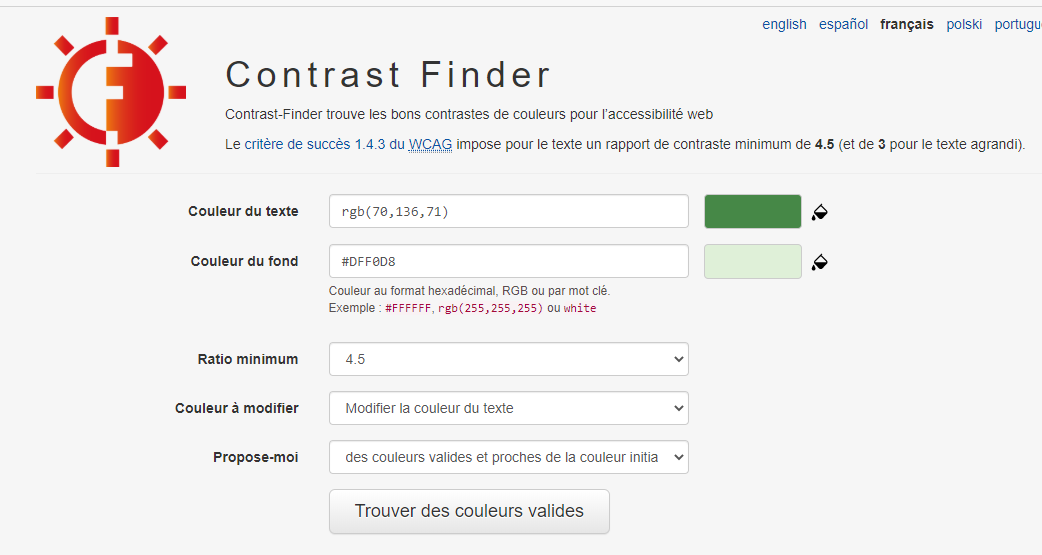 english español français polski
Contrast Finder
Contrast-Finder trouve les bons contrastes de couleurs pour l'accessibilité web
Le critère de succès 1.4.3 du WCAG impose pour le texte un rapport de contraste minimum de 4.5 (et de 3 pour le texte agrandi).
Couleur du texte rgb(70,136,71)
Couleur du fond #DFF0D8
Couleur au format hexadécimal, RGB ou par mot clé.
Exemple : #FFFFFF, rgb(255,255,255) ou white
Ratio minimum 4.5
Couleur à modifier Modifier la couleur du texte
Propose-moi des couleurs valides et proches de la couleur initia
Trouver des couleurs valides